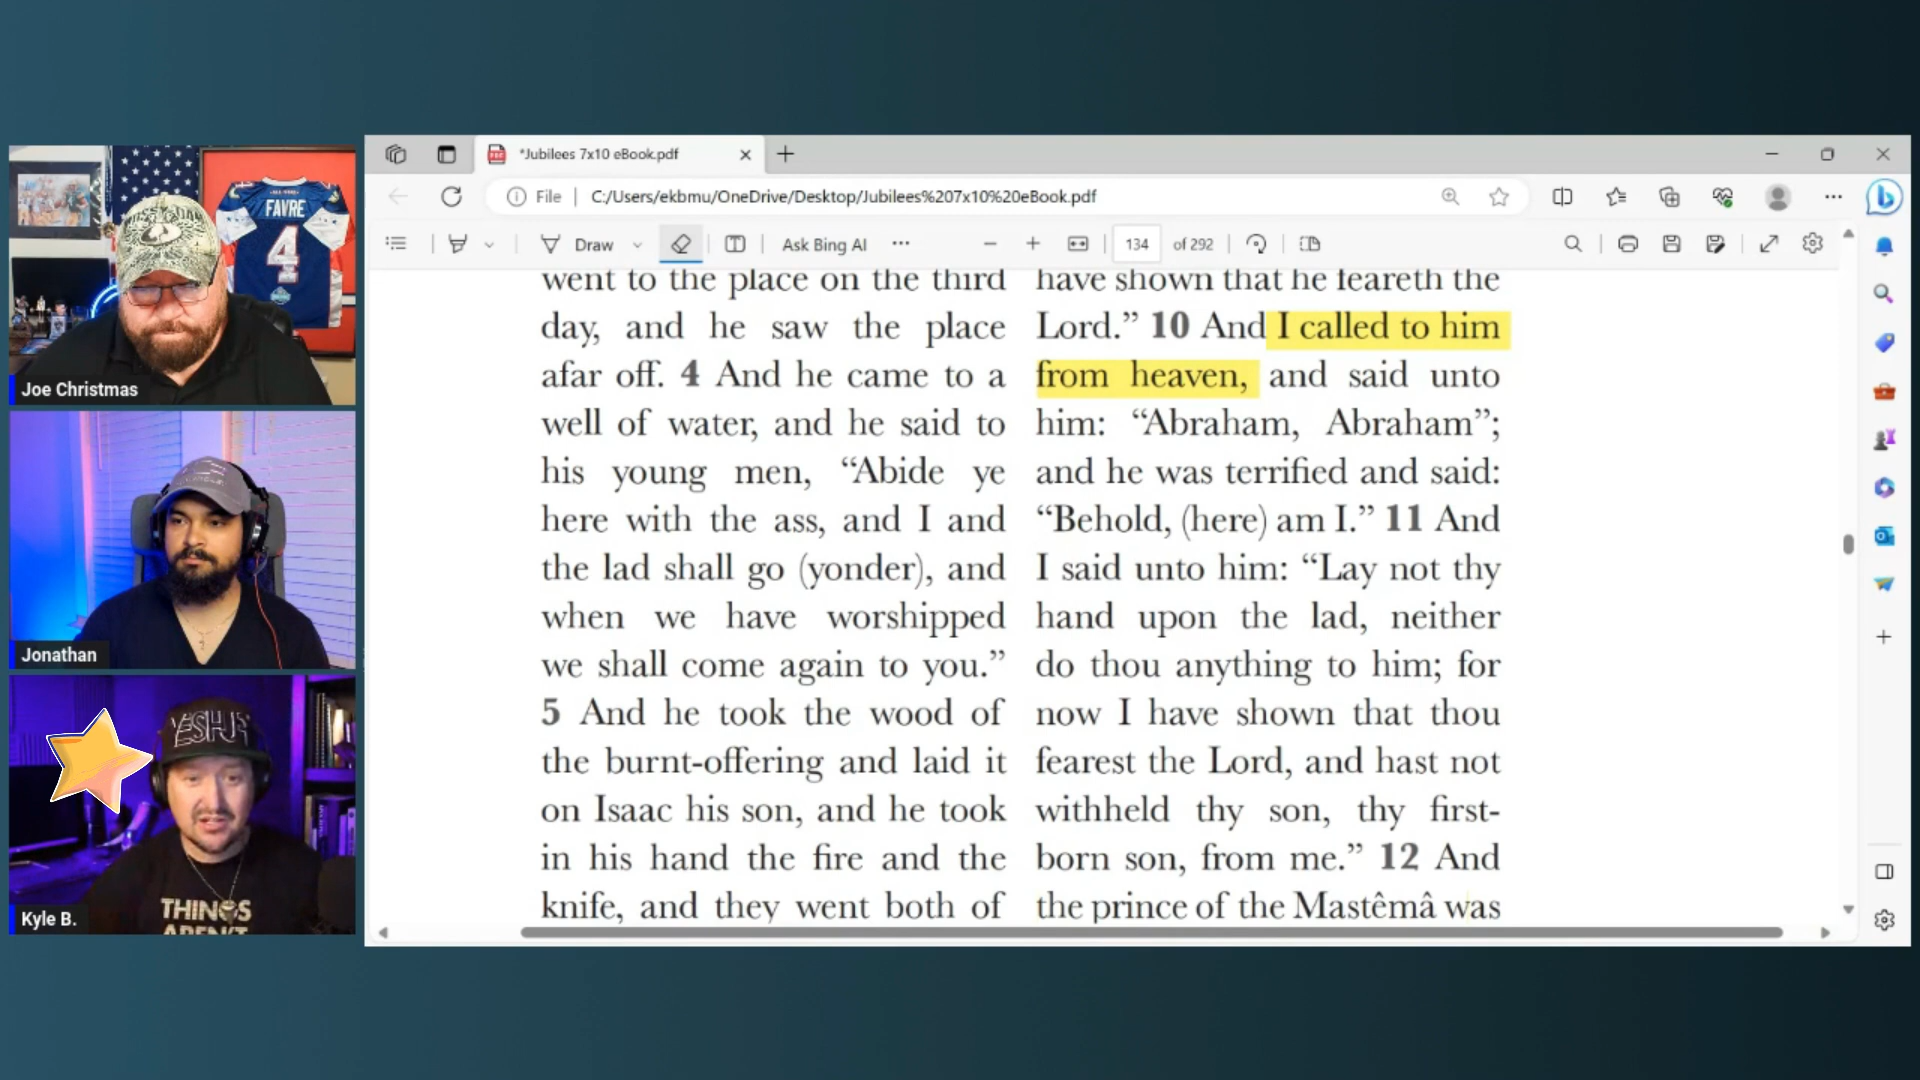 FAVRE
4
Joe Christmas
Jonathan
THINGS
Kyle B.
*Jubilees 7x10 eBook.pdf
File
C:/Users/ekbmu/OneDrive/Desktop/Jubilees%207x10%20eBook.pdf
Draw
Ask Bing AI
134
of 292
went to the place on the third
day, and he saw the place
afar off. 4 And he came to a
well of water, and he said to
his young men, “Abide ye
here with the ass, and I and
the lad shall go (yonder), and
when we have worshipped
we shall come again to you.”
5 And he took the wood of
the burnt-offering and laid it
on Isaac his son, and he took
in his hand the fire and the
knife, and they went both of
have shown that he feareth the
Lord.” 10 And I called to him
from heaven, and said unto
him: “Abraham, Abraham”;
and he was terrified and said:
“Behold, (here) am I.” 11 And
I said unto him: “Lay not thy
hand upon the lad, neither
do thou anything to him; for
now I have shown that thou
fearest the Lord, and hast not
withheld thy son, thy first-
born son, from me.” 12 And
the prince of the Mastêmâ was